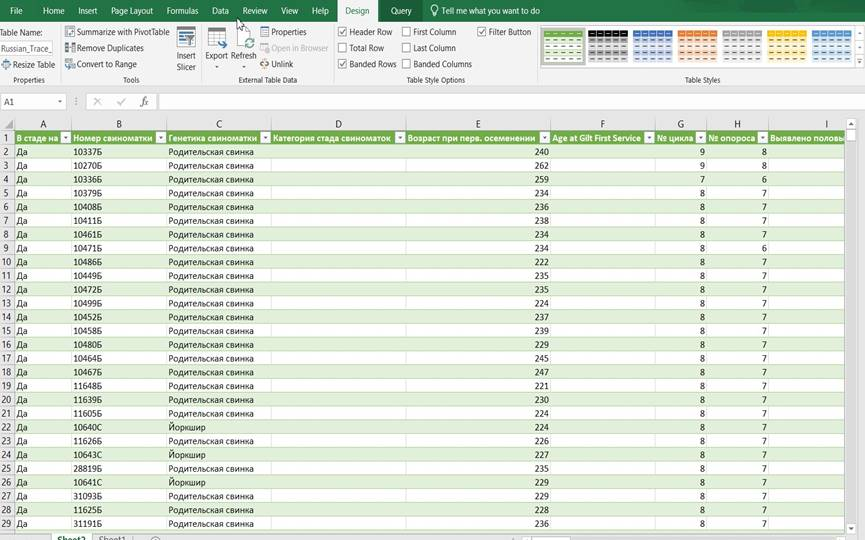 File Home Insert Page Layout Formulas Data Review View Help Design Query Tell me what you want to do
Table Name:
Russian_Trace_
Resize Table
Properties
Summarize with PivotTable
Remove Duplicates
Convert to Range
Tools
Insert
Slicer
Export
Refresh
Properties
Open in Browser
Unlink
External Table Data
Header Row First Column Filter Button
Total Row Last Column
Banded Rows Banded Columns
Table Style Options
Table Styles
A1 fx
A B C D E F G H I
1 В стаде на Номер свиноматки Генетика свиноматки Категория стада свиноматок Возраст при перв. осеменении Age at Gilt First Service № цикла № опороса Выявлено половы
2 Да 10337Б Родительская свинка 240 9 8
3 Да 10270Б Родительская свинка 262 9 8
4 Да 10336Б Родительская свинка 259 7 6
5 Да 10379Б Родительская свинка 234 8 7
6 Да 10408Б Родительская свинка 236 8 7
7 Да 10411Б Родительская свинка 238 8 7
8 Да 10461Б Родительская свинка 234 8 7
9 Да 10471Б Родительская свинка 234 8 6
10 Да 10486Б Родительская свинка 222 8 7
11 Да 10449Б Родительская свинка 235 8 7
12 Да 10472Б Родительская свинка 235 8 7
13 Да 10499Б Родительская свинка 224 8 7
14 Да 10452Б Родительская свинка 237 8 7
15 Да 10458Б Родительская свинка 239 8 7
16 Да 10480Б Родительская свинка 229 8 7
17 Да 10464Б Родительская свинка 245 8 7
18 Да 10467Б Родительская свинка 247 8 7
19 Да 11648Б Родительская свинка 221 8 7
20 Да 11639Б Родительская свинка 230 8 7
21 Да 11605Б Родительская свинка 224 8 7
22 Да 10640С Йоркшир 224 8 7
23 Да 11626Б Родительская свинка 226 8 7
24 Да 10643С Йоркшир 227 8 7
25 Да 28819Б Родительская свинка 235 8 7
26 Да 10641С Йоркшир 229 8 7
27 Да 31093Б Родительская свинка 229 8 7
28 Да 11625Б Родительская свинка 228 8 7
29 Да 31191Б Родительская свинка 236 8 7
Sheet2 Sheet1